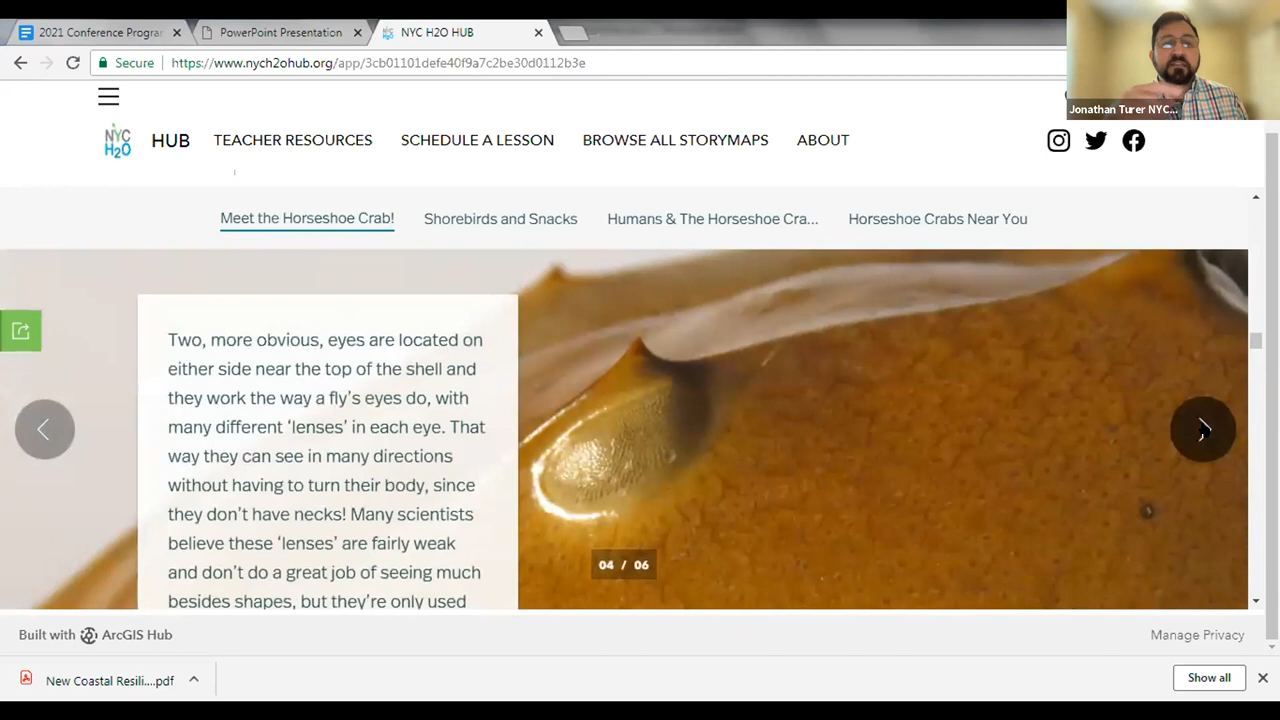 2021 Conference Progra
PowerPoint Presentation
NYC H2O HUB
Secure
https://www.nych2ohub.org/app/3cb01101defe40f9a7c2be30d0112b3e
Jonathan Turer NYC...
NYC
H2O
HUB
TEACHER RESOURCES
SCHEDULE A LESSON
BROWSE ALL STORYMAPS
ABOUT
Meet the Horseshoe Crab!
Shorebirds and Snacks
Humans & The Horseshoe Cra...
Horseshoe Crabs Near You
Two, more obvious, eyes are located on
either side near the top of the shell and
they work the way a fly's eyes do, with
many different 'lenses' in each eye. That
way they can see in many directions
without having to turn their body, since
they don't have necks! Many scientists
believe these 'lenses' are fairly weak
and don't do a great job of seeing much
besides shapes, but they're only used
04 / 06
Built with ArcGIS Hub
Manage Privacy
New Coastal Resili....pdf
Show all